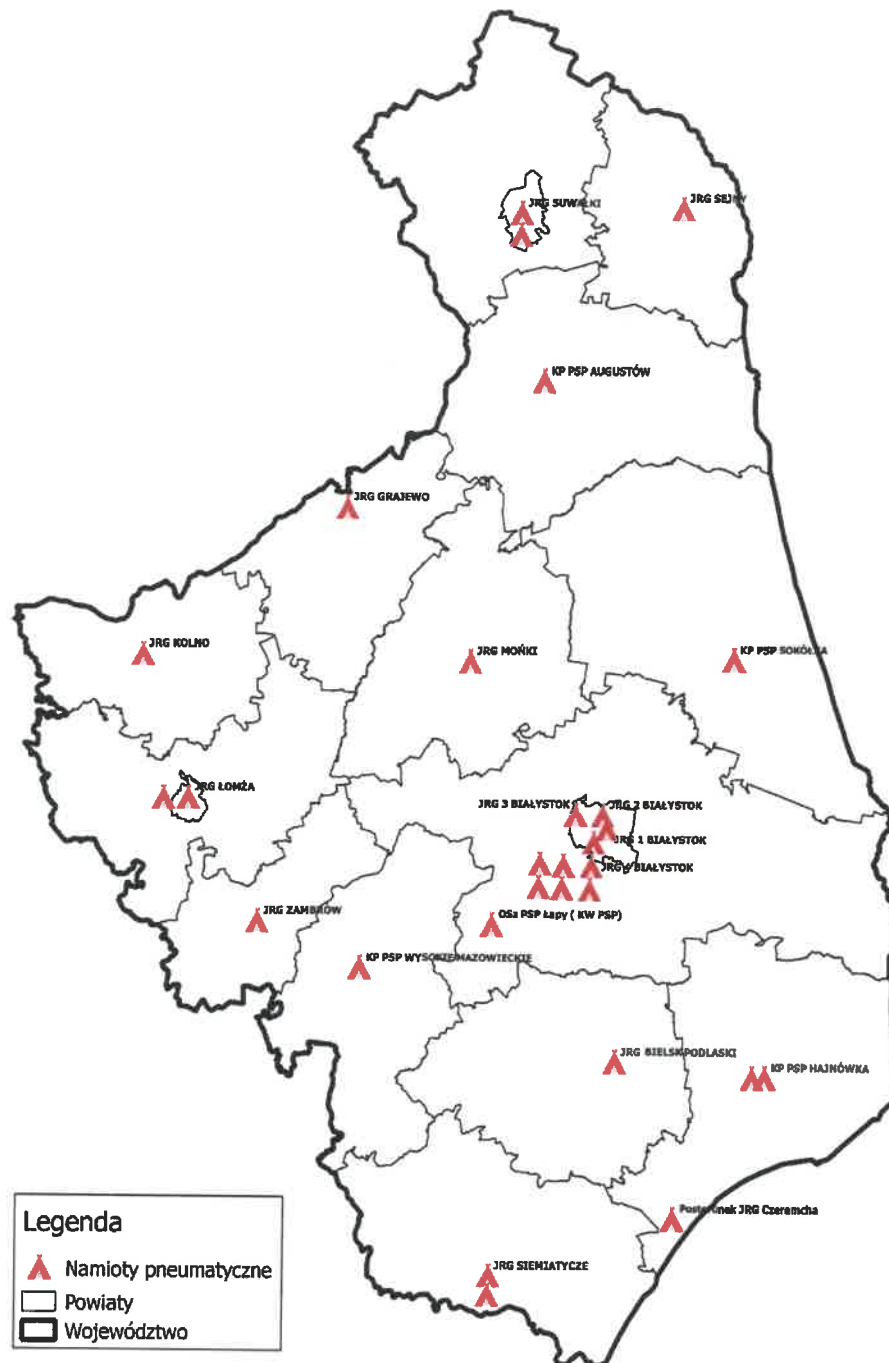 JRG SUWAŁKI
JRG SEJNY
KP PSP AUGUSTÓW
JRG GRAJEWO
JRG KOLNO
JRG MOŃKI
KP PSP SOKÓŁKA
JRG ŁOMŻA
JRG 3 BIAŁYSTOK
JRG 2 BIAŁYSTOK
JRG 1 BIAŁYSTOK
JRG BIAŁYSTOK
OSz PSP Łapy ( KW PSP)
JRG ZAMBRÓW
KP PSP WYSOKIE MAZOWIECKIE
JRG BIELSK PODLASKI
KP PSP HAJNÓWKA
Posterunek JRG Czeremcha
JRG SIEMIATYCZE
Legenda
Namioty pneumatyczne
Powiaty
Województwo